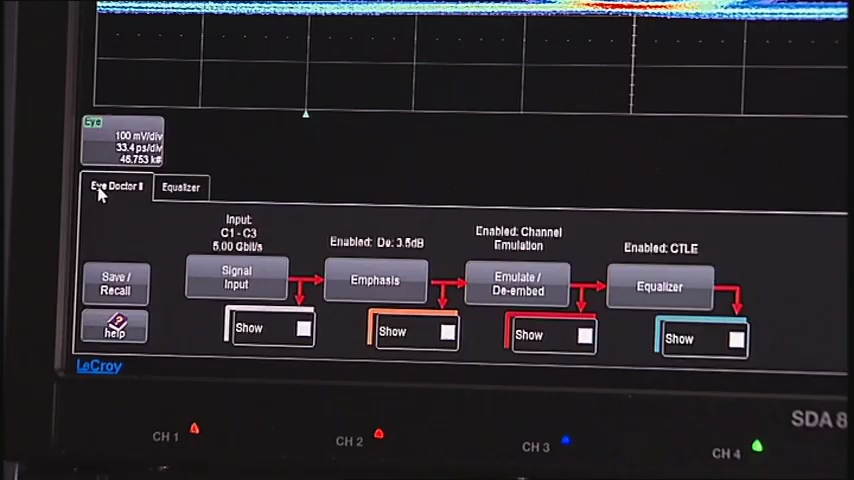 Eye
100 mV/div
33.4 ps/div
46.753 k#
Eye Doctor II
Equalizer
Input:
C1 - C3
5.00 Gbit/s
Enabled: De: 3.5dB
Enabled: Channel
Emulation
Enabled: CTLE
Save /
Recall
Signal
Input
Emphasis
Emulate /
De-embed
Equalizer
help
Show
Show
Show
Show
LeCroy
SDA 8
CH 1
CH 2
CH 3
CH 4